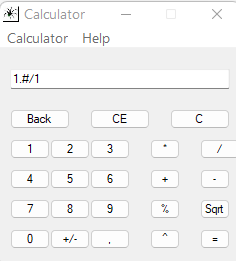 Calculator
Calculator Help
1.#/1
Back CE C
1 2 3 * /
4 5 6 + -
7 8 9 % Sqrt
0 +/- , ^ =